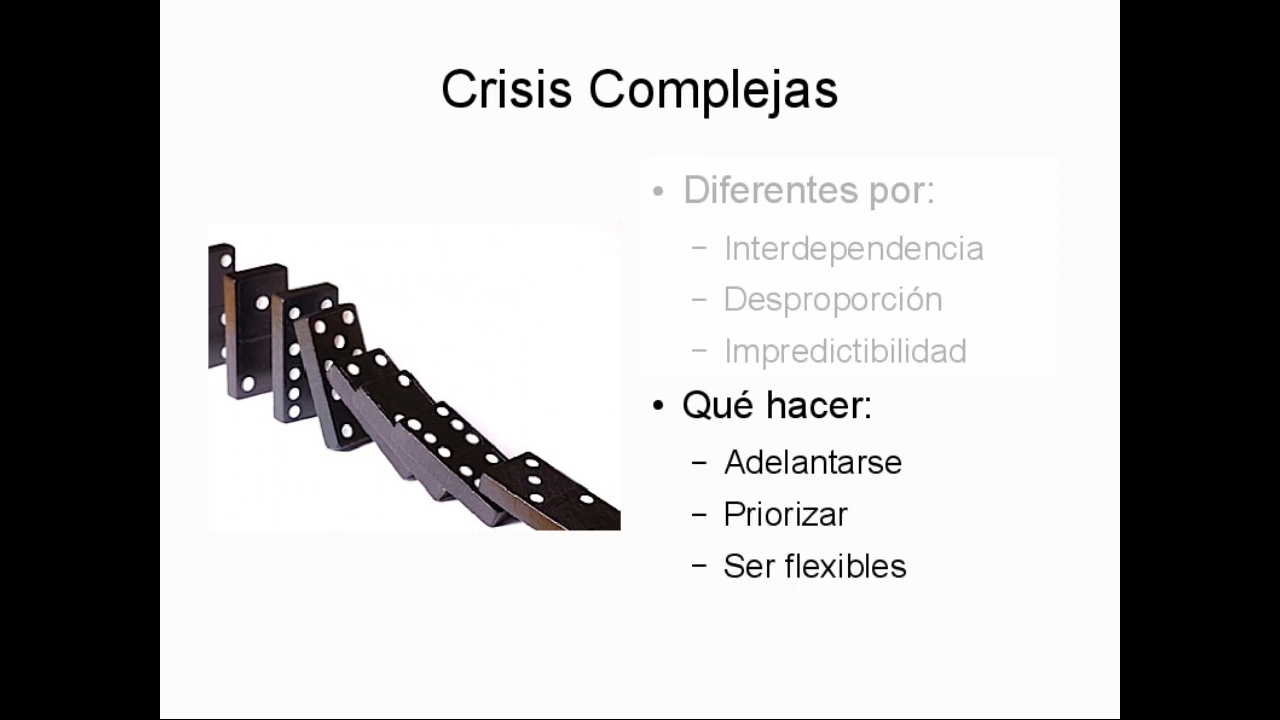 Crisis Complejas
• Diferentes por:
– Interdependencia
– Desproporción
– Impredictibilidad
• Qué hacer:
– Adelantarse
– Priorizar
– Ser flexibles